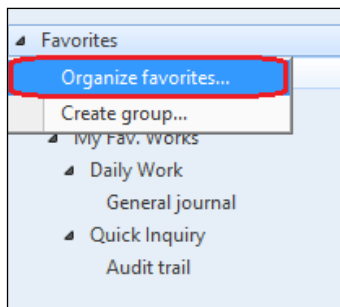 Favorites
Organize favorites...
Create group...
My Fav. Works
Daily Work
General journal
Quick Inquiry
Audit trail